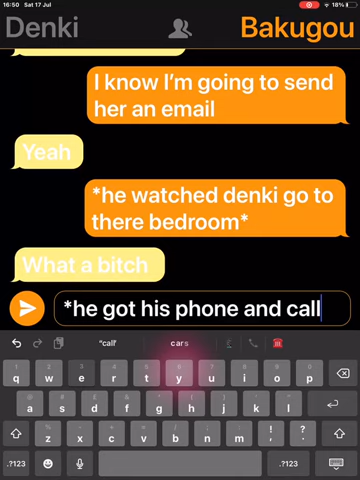 16:50 Sat 17 Jul 18%
Denki Bakugou
I know I'm going to send
her an email
Yeah
*he watched denki go to
there bedroom*
What a bitch
*he got his phone and call
"call" cars
q w e r t y u i o p
a s d f g h j k l
z x c v b n m ! , ? .
.?123 .?123